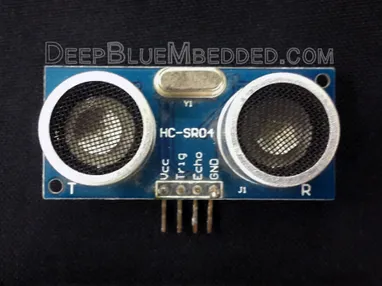 DeepBlueMbedded.com
Y1
HC-SR04
Vcc
Trig
Echo
GND
T
J1
R